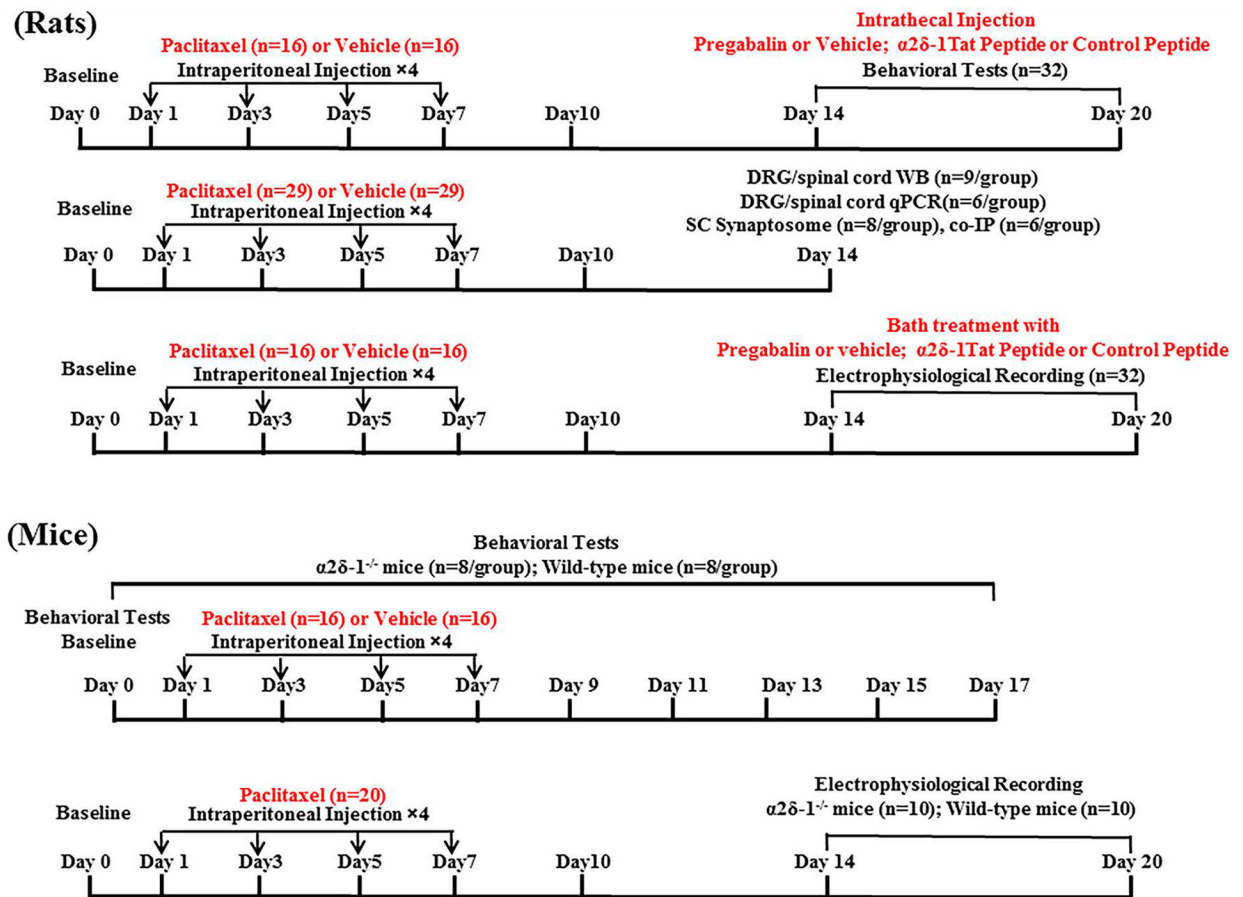 (Rats)
Intrathecal Injection
Paclitaxel (n=16) or Vehicle (n=16)
Pregabalin or Vehicle; α2δ-1Tat Peptide or Control Peptide
Baseline
Intraperitoneal Injection ×4
Behavioral Tests (n=32)
Day 0 Day 1 Day3 Day5 Day7 Day10 Day 14 Day 20
Paclitaxel (n=29) or Vehicle (n=29)
DRG/spinal cord WB (n=9/group)
Baseline
Intraperitoneal Injection ×4
DRG/spinal cord qPCR(n=6/group)
SC Synaptosome (n=8/group), co-IP (n=6/group)
Day 0 Day 1 Day3 Day5 Day7 Day10 Day 14
Bath treatment with
Paclitaxel (n=16) or Vehicle (n=16)
Pregabalin or vehicle; α2δ-1Tat Peptide or Control Peptide
Baseline
Intraperitoneal Injection ×4
Electrophysiological Recording (n=32)
Day 0 Day 1 Day3 Day5 Day7 Day10 Day 14 Day 20
(Mice)
Behavioral Tests
α2δ-1-/- mice (n=8/group); Wild-type mice (n=8/group)
Behavioral Tests
Baseline
Paclitaxel (n=16) or Vehicle (n=16)
Intraperitoneal Injection ×4
Day 0 Day 1 Day3 Day5 Day7 Day 9 Day 11 Day 13 Day 15 Day 17
Electrophysiological Recording
Paclitaxel (n=20)
α2δ-1-/- mice (n=10); Wild-type mice (n=10)
Baseline
Intraperitoneal Injection ×4
Day 0 Day 1 Day3 Day5 Day7 Day10 Day 14 Day 20